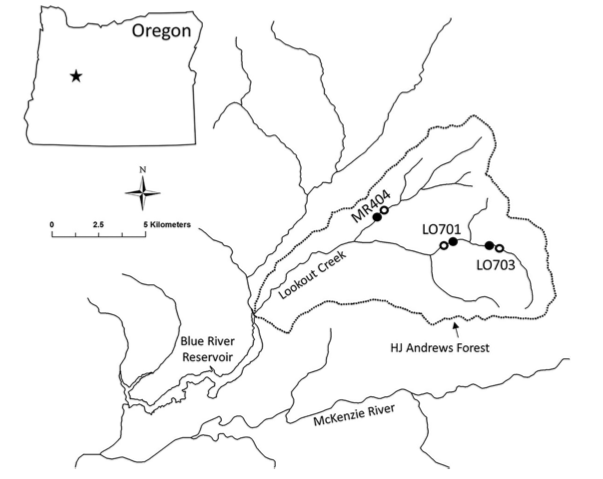 Oregon
N
0 2.5 5 Kilometers
MR404
LO701
LO703
Lookout Creek
HJ Andrews Forest
Blue River
Reservoir
McKenzie River